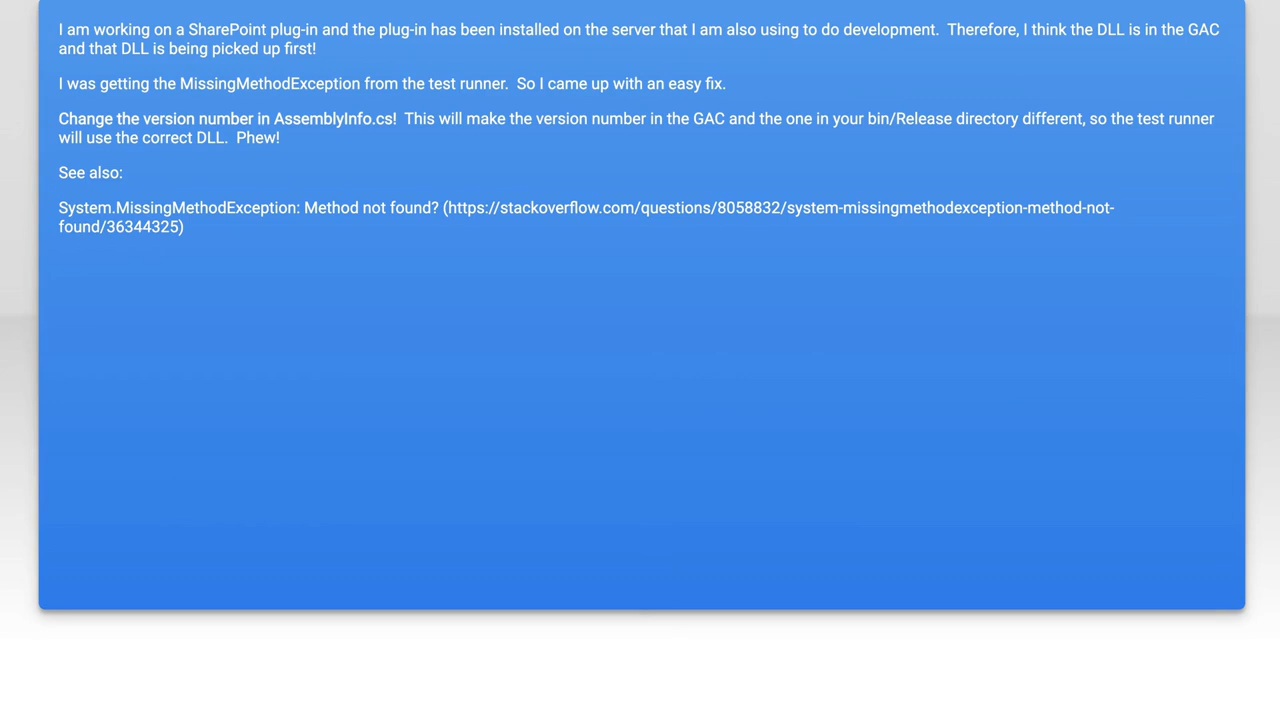 I am working on a SharePoint plug-in and the plug-in has been installed on the server that I am also using to do development.  Therefore, I think the DLL is in the GAC
and that DLL is being picked up first!
I was getting the MissingMethodException from the test runner.  So I came up with an easy fix.
Change the version number in AssemblyInfo.cs!  This will make the version number in the GAC and the one in your bin/Release directory different, so the test runner
will use the correct DLL.  Phew!
See also:
System.MissingMethodException: Method not found? (https://stackoverflow.com/questions/8058832/system-missingmethodexception-method-not-
found/36344325)